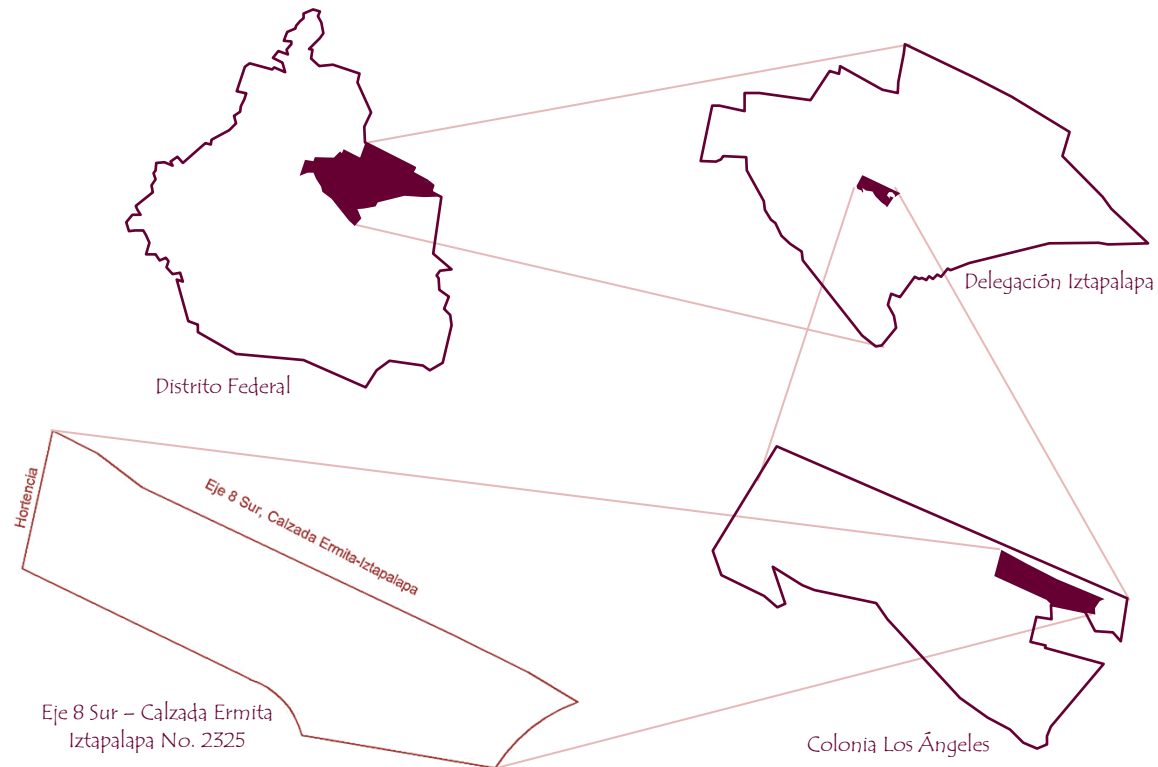 Delegación Iztapalapa
Distrito Federal
Hortencia
Eje 8 Sur, Calzada Ermita-Iztapalapa
Eje 8 Sur – Calzada Ermita
Iztapalapa No. 2325
Colonia Los Ángeles